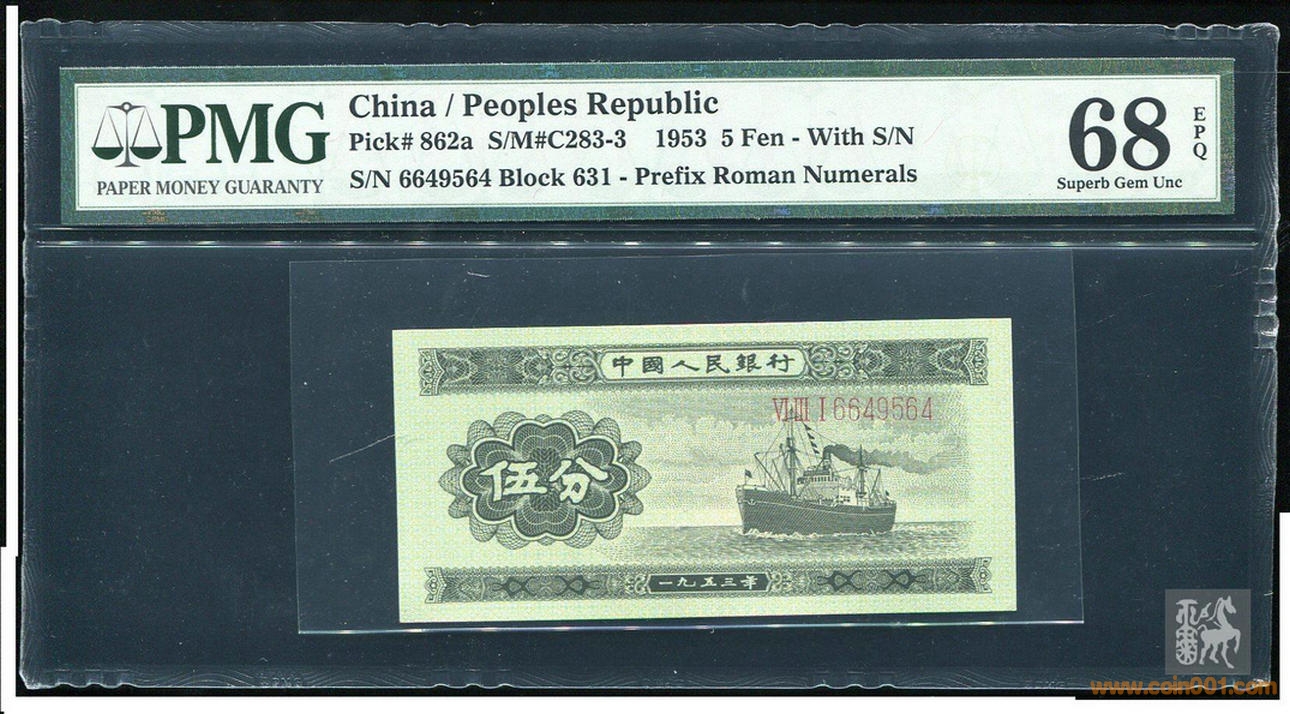 PMG
PAPER MONEY GUARANTY
China / Peoples Republic
Pick# 862a S/M#C283-3 1953 5 Fen - With S/N
S/N 6649564 Block 631 - Prefix Roman Numerals
68
EPQ
Superb Gem Unc
中國人民銀行
VI III I 6649564
伍分
一九五三年
www.coin001.com